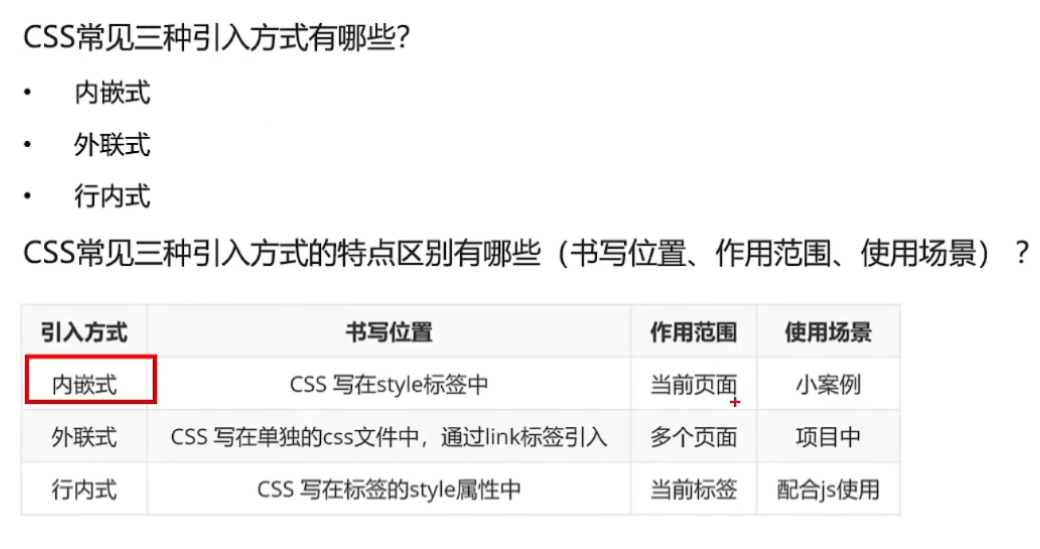 CSS常见三种引入方式有哪些？
• 内嵌式
• 外联式
• 行内式
CSS常见三种引入方式的特点区别有哪些（书写位置、作用范围、使用场景）？
引入方式 书写位置 作用范围 使用场景
内嵌式 CSS 写在style标签中 当前页面 小案例
外联式 CSS 写在单独的css文件中，通过link标签引入 多个页面 项目中
行内式 CSS 写在标签的style属性中 当前标签 配合js使用